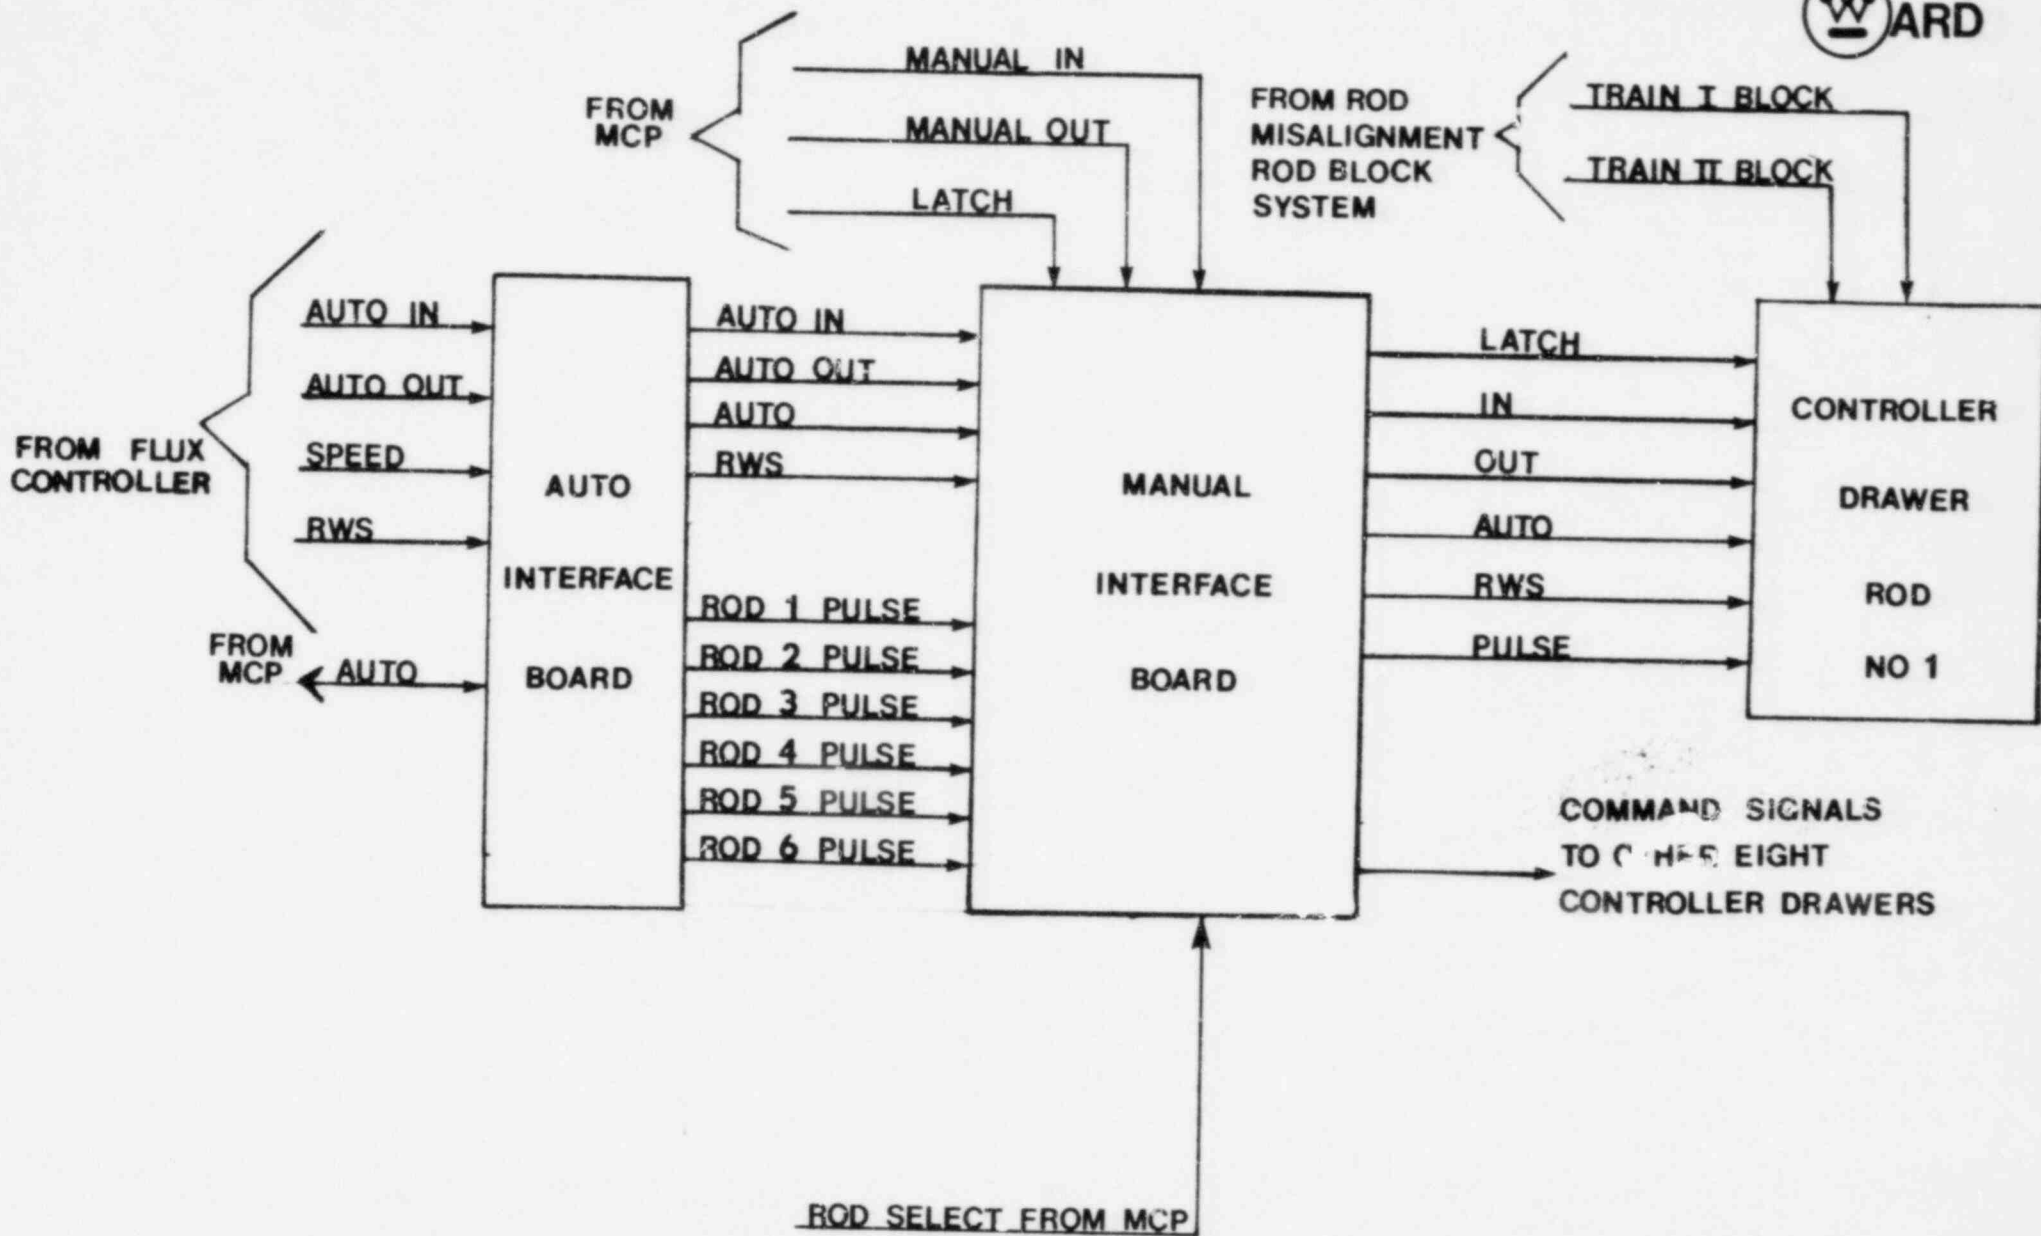 W ARD
FROM
MCP
MANUAL IN
MANUAL OUT
LATCH
FROM ROD
MISALIGNMENT
ROD BLOCK
SYSTEM
TRAIN I BLOCK
TRAIN II BLOCK
FROM FLUX
CONTROLLER
AUTO IN
AUTO OUT
SPEED
RWS
FROM
MCP
AUTO
AUTO
INTERFACE
BOARD
AUTO IN
AUTO OUT
AUTO
RWS
ROD 1 PULSE
ROD 2 PULSE
ROD 3 PULSE
ROD 4 PULSE
ROD 5 PULSE
ROD 6 PULSE
MANUAL
INTERFACE
BOARD
LATCH
IN
OUT
AUTO
RWS
PULSE
CONTROLLER
DRAWER
ROD
NO 1
COMMAND SIGNALS
TO EIGHT
CONTROLLER DRAWERS
ROD SELECT FROM MCP